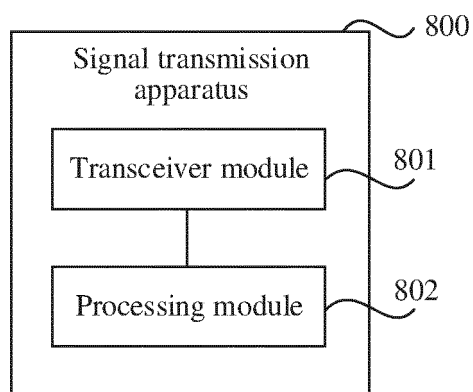 800
Signal transmission
apparatus
Transceiver module
801
Processing module
802